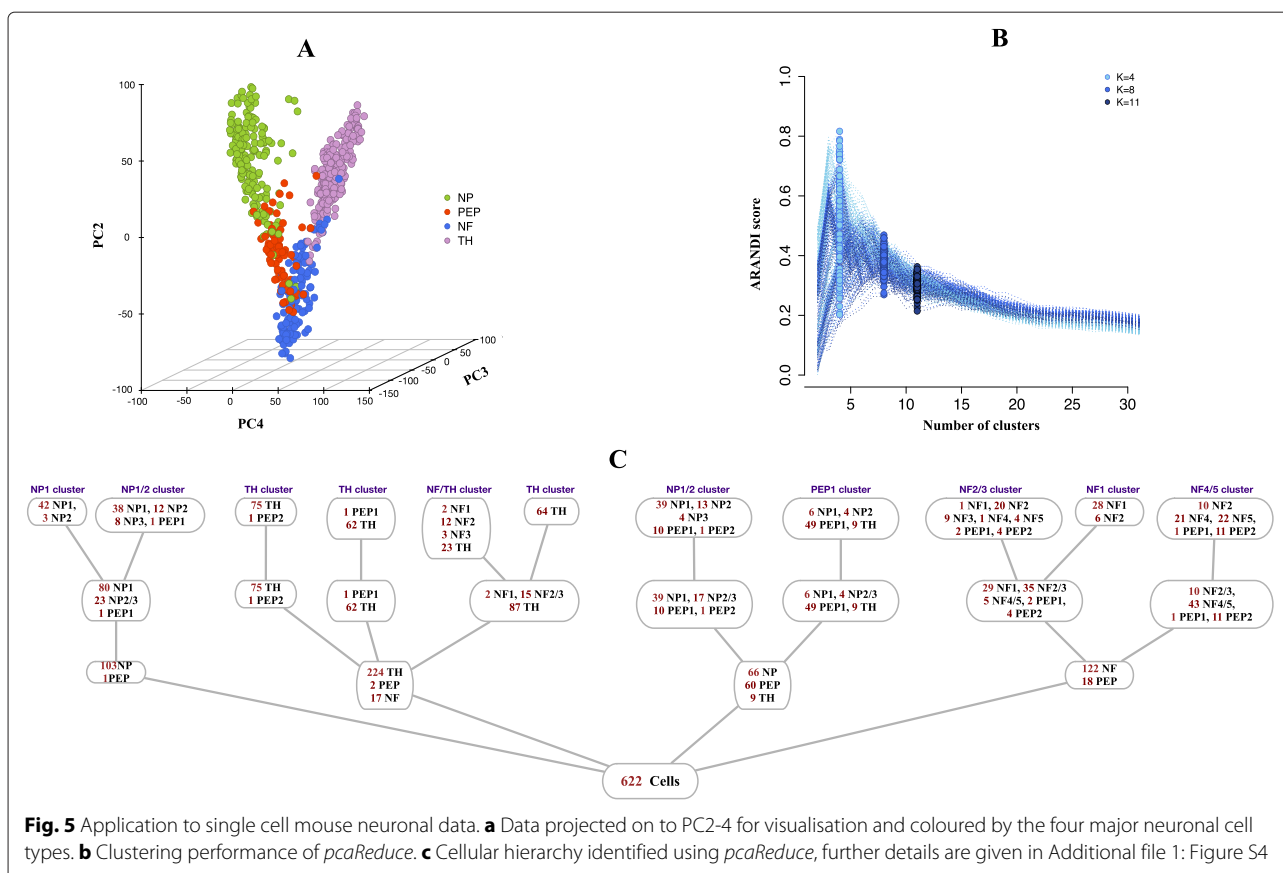 A
100
50
0
-50
-100
PC2
-100
-50
0
50
100
150
PC4
-150
-100
-50
0
50
100
PC3
NP
PEP
NF
TH
B
1.0
0.8
0.6
0.4
0.2
0.0
ARANDI score
5
10
15
20
25
30
Number of clusters
K=4
K=8
K=11
C
NP1 cluster
42 NP1,
3 NP2
NP1/2 cluster
38 NP1, 12 NP2
8 NP3, 1 PEP1
TH cluster
75 TH
1 PEP2
TH cluster
1 PEP1
62 TH
NF/TH cluster
2 NF1
12 NF2
3 NF3
23 TH
TH cluster
64 TH
NP1/2 cluster
39 NP1, 13 NP2
4 NP3
10 PEP1, 1 PEP2
PEP1 cluster
6 NP1, 4 NP2
49 PEP1, 9 TH
NF2/3 cluster
1 NF1, 20 NF2
9 NF3, 1 NF4, 4 NF5
2 PEP1, 4 PEP2
NF1 cluster
28 NF1
6 NF2
NF4/5 cluster
10 NF2
21 NF4, 22 NF5,
1 PEP1, 11 PEP2
80 NP1
23 NP2/3
1 PEP1
75 TH
1 PEP2
1 PEP1
62 TH
2 NF1, 15 NF2/3
87 TH
39 NP1, 17 NP2/3
10 PEP1, 1 PEP2
6 NP1, 4 NP2/3
49 PEP1, 9 TH
29 NF1, 35 NF2/3
5 NF4/5, 2 PEP1,
4 PEP2
10 NF2/3,
43 NF4/5,
1 PEP1, 11 PEP2
103NP
1PEP
224 TH
2 PEP
17 NF
66 NP
60 PEP
9 TH
122 NF
18 PEP
622 Cells
Fig. 5 Application to single cell mouse neuronal data. a Data projected on to PC2-4 for visualisation and coloured by the four major neuronal cell
types. b Clustering performance of pcaReduce. c Cellular hierarchy identified using pcaReduce, further details are given in Additional file 1: Figure S4